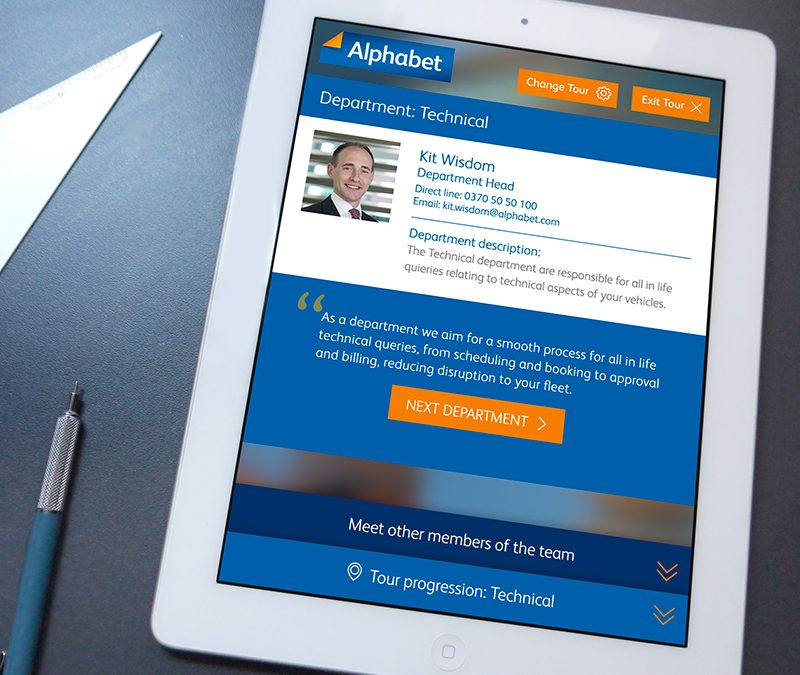 Alphabet
Change Tour
Exit Tour
Department: Technical
Kit Wisdom
Department Head
Direct line: 0370 50 50 100
Email: kit.wisdom@alphabet.com
Department description:
The Technical department are responsible for all in life
quieries relating to technical aspects of your vehicles.
“
As a department we aim for a smooth process for all in life
technical queries, from scheduling and booking to approval
and billing, reducing disruption to your fleet.
NEXT DEPARTMENT
Meet other members of the team
Tour progression: Technical